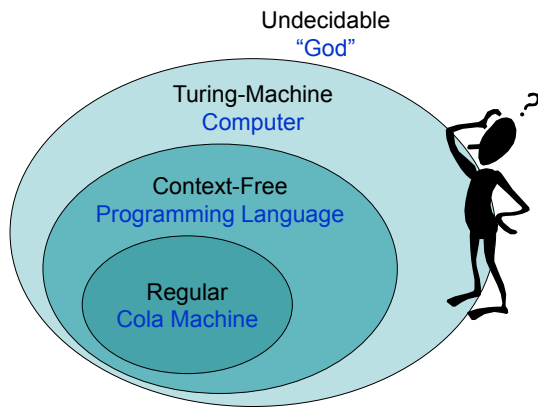 Undecidable
“God”
Turing-Machine
Computer
?
Context-Free
Programming Language
Regular
Cola Machine